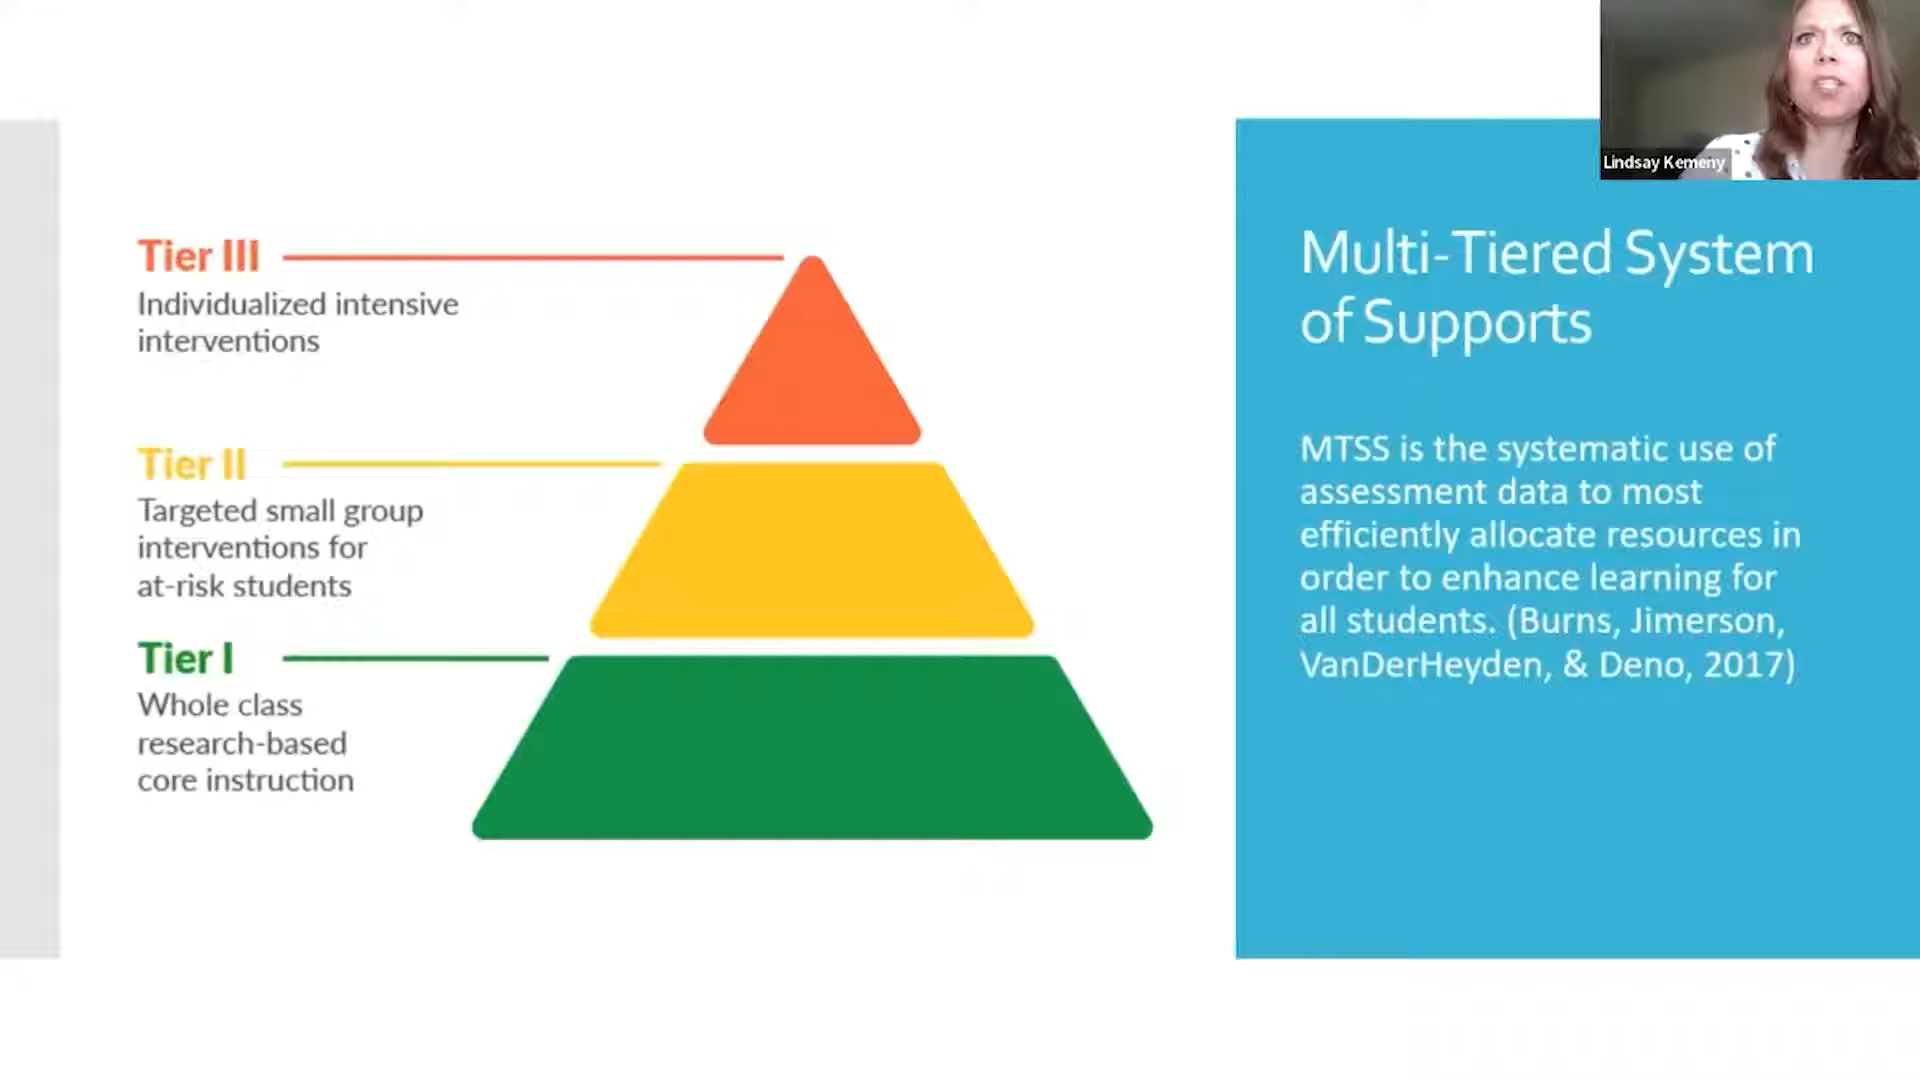 Lindsay Kemeny
Tier III
Individualized intensive
interventions
Tier II
Targeted small group
interventions for
at-risk students
Tier I
Whole class
research-based
core instruction
Multi-Tiered System
of Supports
MTSS is the systematic use of
assessment data to most
efficiently allocate resources in
order to enhance learning for
all students. (Burns, Jimerson,
VanDerHeyden, & Deno, 2017)